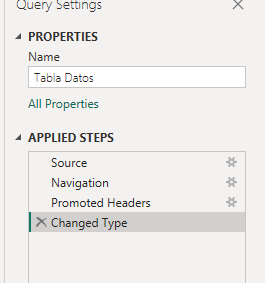 Query Settings
PROPERTIES
Name
Tabla Datos
All Properties
APPLIED STEPS
Source
Navigation
Promoted Headers
Changed Type